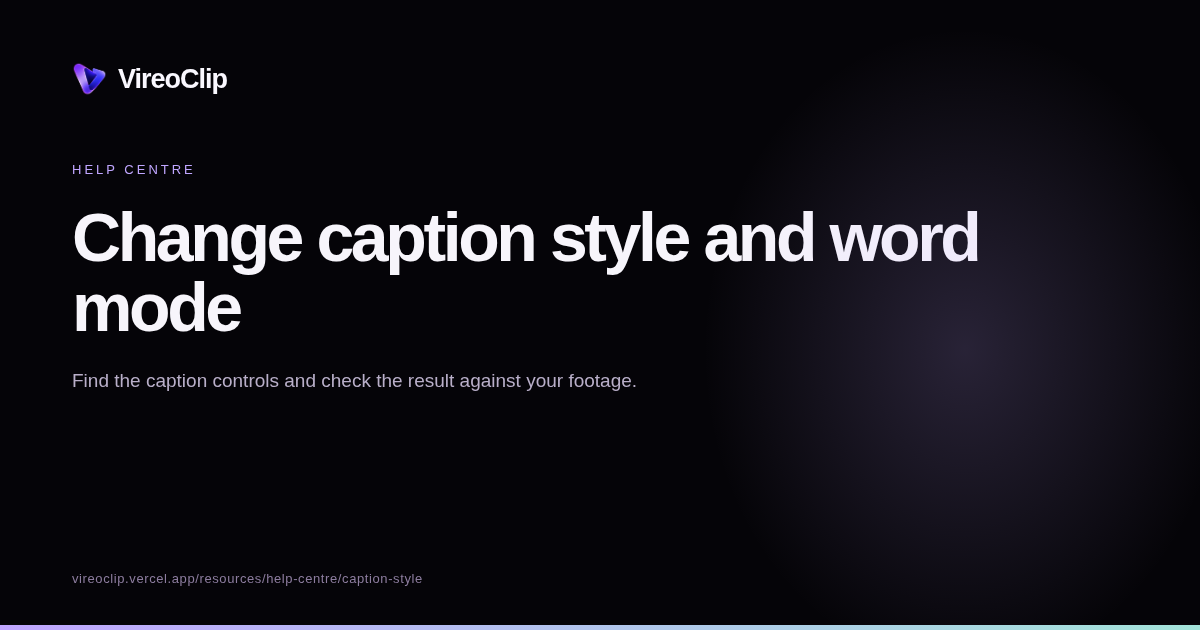 VireoClip
HELP CENTRE
Change caption style and word
mode
Find the caption controls and check the result against your footage.
vireoclip.vercel.app/resources/help-centre/caption-style